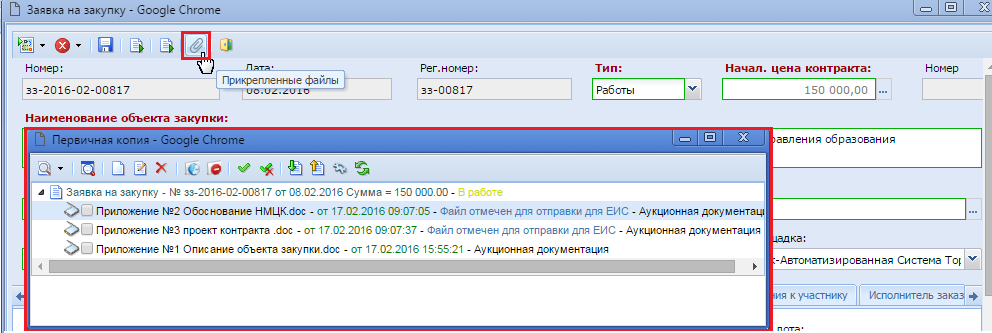 Заявка на закупку - Google Chrome
Номер: Дата: Рег.номер: Тип: Начал. цена контракта: Номер
Прикрепленные файлы
зз-2016-02-00817 08.02.2016 зз-00817 Работы 150 000,00 ...
Наименование объекта закупки:
Первичная копия - Google Chrome
равления образования
Заявка на закупку - № зз-2016-02-00817 от 08.02.2016 Сумма = 150 000.00 - В работе
Приложение №2 Обоснование НМЦК.doc - от 17.02.2016 09:07:05 - Файл отмечен для отправки для ЕИС - Аукционная документац
...
Приложение №3 проект контракта .doc - от 17.02.2016 09:07:37 - Файл отмечен для отправки для ЕИС - Аукционная документация
щадка:
Приложение №1 Описание объекта закупки.doc - от 17.02.2016 15:55:21 - Аукционная документация
к-Автоматизированная Система Тор
ния к участнику Исполнитель заказ